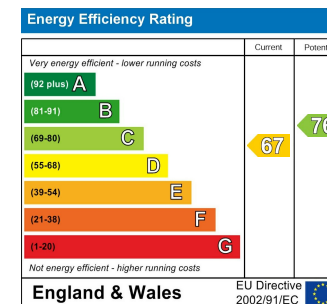 Energy Efficiency Rating
Current Potent
Very energy efficient - lower running costs
(92 plus) A
(81-91) B
(69-80) C
76
67
(55-68) D
(39-54) E
(21-38) F
(1-20) G
Not energy efficient - higher running costs
England & Wales
EU Directive
2002/91/EC